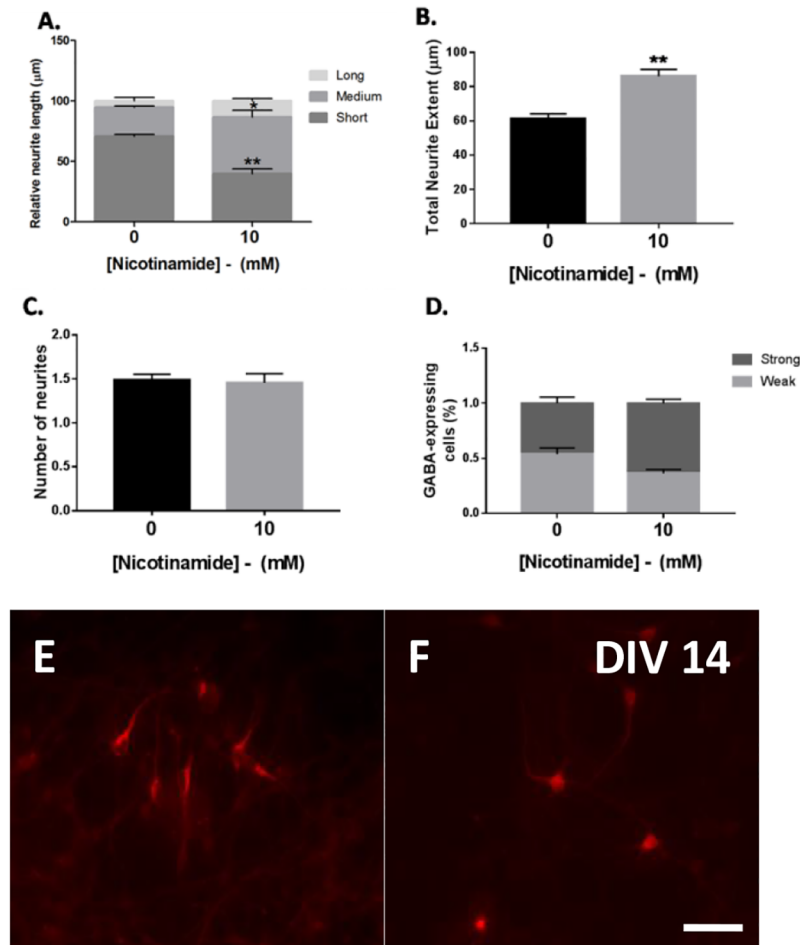 A.
Relative neurite length (μm)
150
100
50
0
*
**
0
10
[Nicotinamide] - (mM)
Long
Medium
Short
B.
Total Neurite Extent (μm)
100
80
60
40
20
0
**
0
10
[Nicotinamide] - (mM)
C.
Number of neurites
2.0
1.5
1.0
0.5
0.0
0
10
[Nicotinamide] - (mM)
D.
GABA-expressing
cells (%)
1.5
1.0
0.5
0.0
0
10
[Nicotinamide] - (mM)
Strong
Weak
E
F
DIV 14